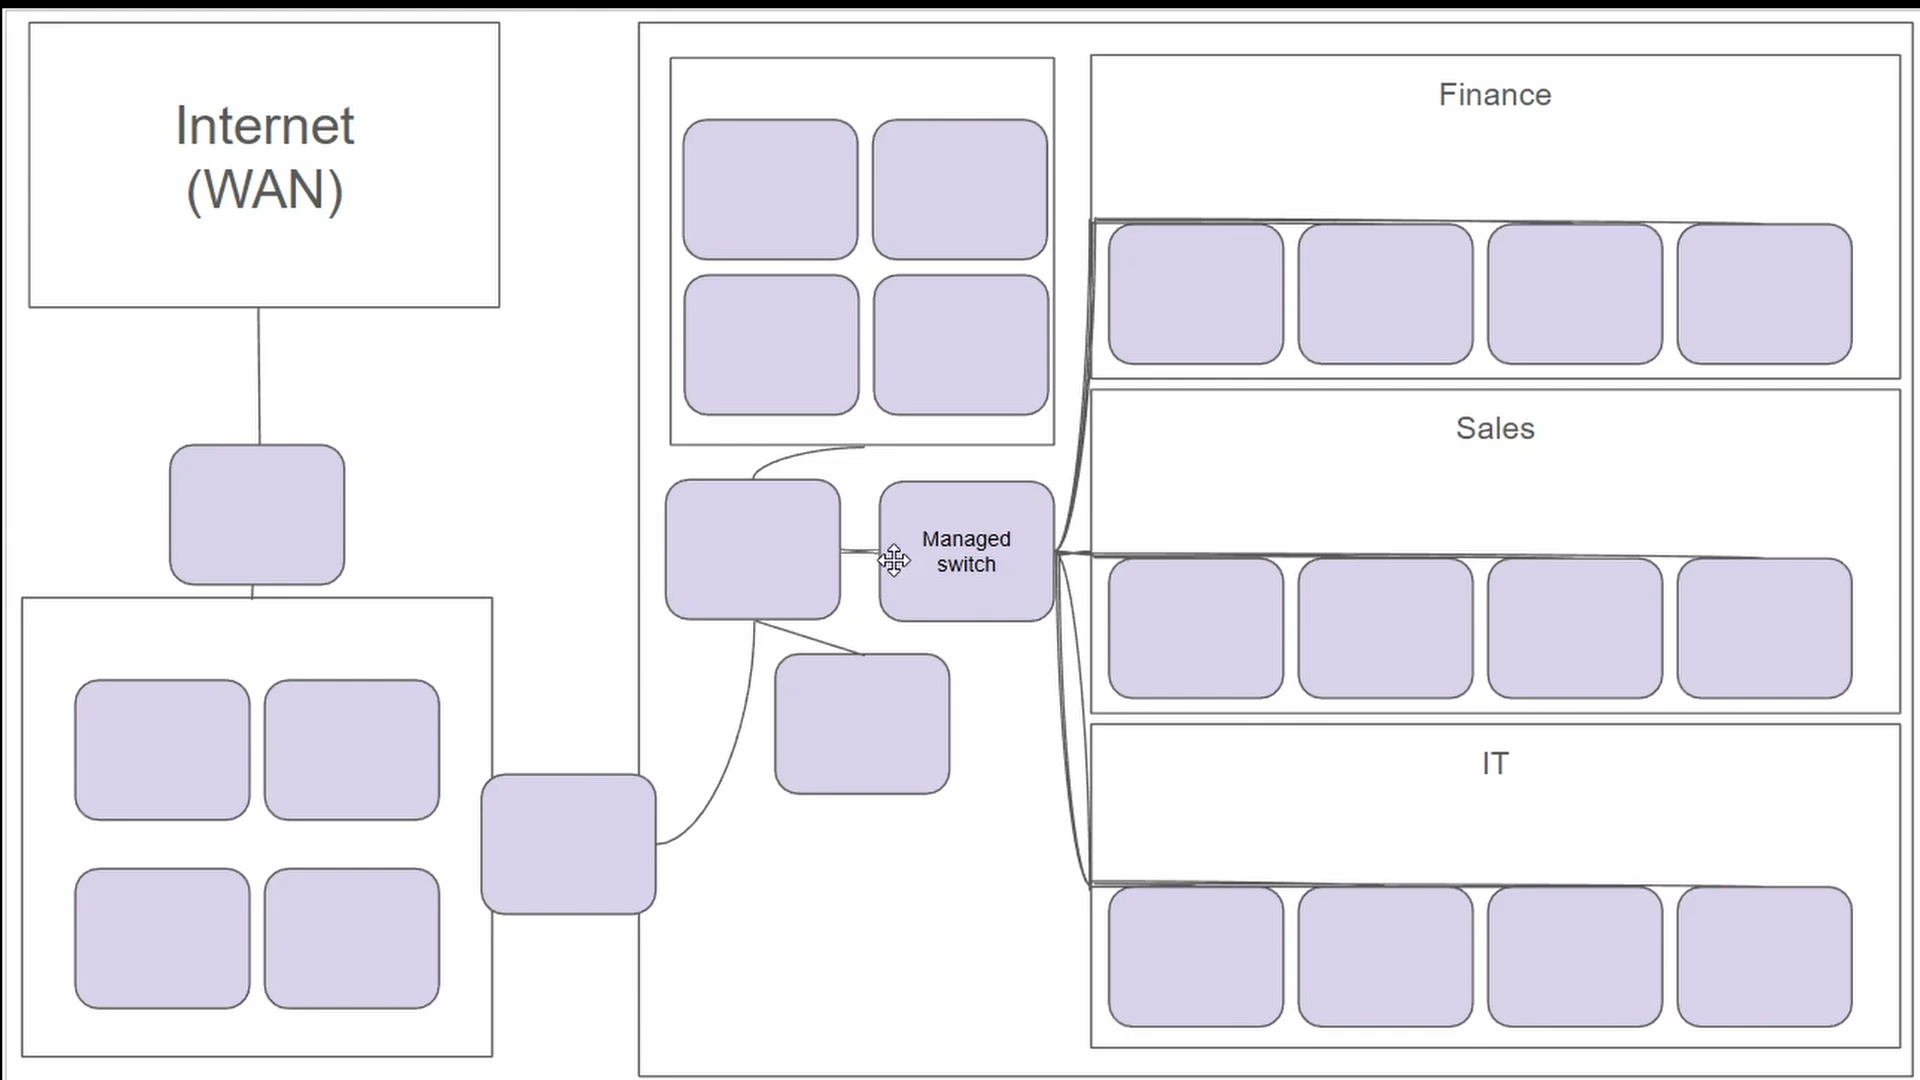 Internet
(WAN)
Finance
Sales
Managed
switch
IT